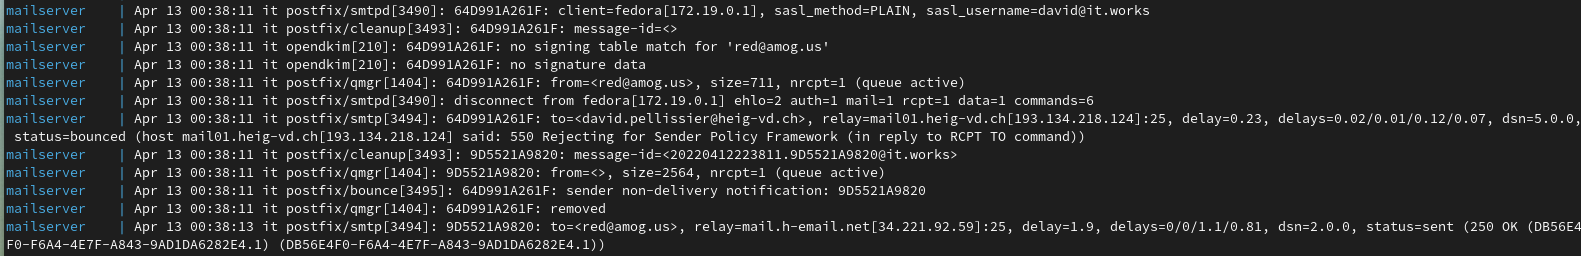 mailserver    | Apr 13 00:38:11 it postfix/smtpd[3490]: 64D991A261F: client=fedora[172.19.0.1], sasl_method=PLAIN, sasl_username=david@it.works
mailserver    | Apr 13 00:38:11 it postfix/cleanup[3493]: 64D991A261F: message-id=<>
mailserver    | Apr 13 00:38:11 it opendkim[210]: 64D991A261F: no signing table match for 'red@amog.us'
mailserver    | Apr 13 00:38:11 it opendkim[210]: 64D991A261F: no signature data
mailserver    | Apr 13 00:38:11 it postfix/qmgr[1404]: 64D991A261F: from=<red@amog.us>, size=711, nrcpt=1 (queue active)
mailserver    | Apr 13 00:38:11 it postfix/smtpd[3490]: disconnect from fedora[172.19.0.1] ehlo=2 auth=1 mail=1 rcpt=1 data=1 commands=6
mailserver    | Apr 13 00:38:11 it postfix/smtp[3494]: 64D991A261F: to=<david.pellissier@heig-vd.ch>, relay=mail01.heig-vd.ch[193.134.218.124]:25, delay=0.23, delays=0.02/0.01/0.12/0.07, dsn=5.0.0,
status=bounced (host mail01.heig-vd.ch[193.134.218.124] said: 550 Rejecting for Sender Policy Framework (in reply to RCPT TO command))
mailserver    | Apr 13 00:38:11 it postfix/cleanup[3493]: 9D5521A9820: message-id=<20220412223811.9D5521A9820@it.works>
mailserver    | Apr 13 00:38:11 it postfix/qmgr[1404]: 9D5521A9820: from=<>, size=2564, nrcpt=1 (queue active)
mailserver    | Apr 13 00:38:11 it postfix/bounce[3495]: 64D991A261F: sender non-delivery notification: 9D5521A9820
mailserver    | Apr 13 00:38:11 it postfix/qmgr[1404]: 64D991A261F: removed
mailserver    | Apr 13 00:38:13 it postfix/smtp[3494]: 9D5521A9820: to=<red@amog.us>, relay=mail.h-email.net[34.221.92.59]:25, delay=1.9, delays=0/0/1.1/0.81, dsn=2.0.0, status=sent (250 OK (DB56E4
F0-F6A4-4E7F-A843-9AD1DA6282E4.1) (DB56E4F0-F6A4-4E7F-A843-9AD1DA6282E4.1))